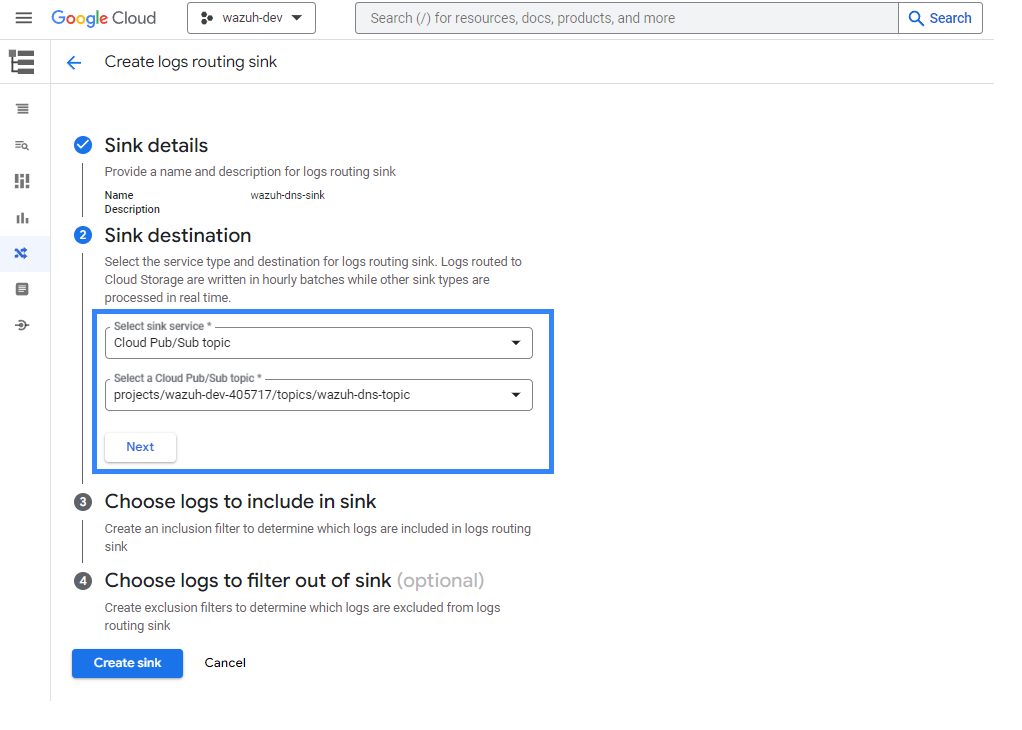 Google Cloud
wazuh-dev
Search (/) for resources, docs, products, and more
Search
Create logs routing sink
Sink details
Provide a name and description for logs routing sink
Name wazuh-dns-sink
Description
2 Sink destination
Select the service type and destination for logs routing sink. Logs routed to
Cloud Storage are written in hourly batches while other sink types are
processed in real time.
Select sink service *
Cloud Pub/Sub topic
Select a Cloud Pub/Sub topic *
projects/wazuh-dev-405717/topics/wazuh-dns-topic
Next
3 Choose logs to include in sink
Create an inclusion filter to determine which logs are included in logs routing
sink
4 Choose logs to filter out of sink (optional)
Create exclusion filters to determine which logs are excluded from logs
routing sink
Create sink
Cancel